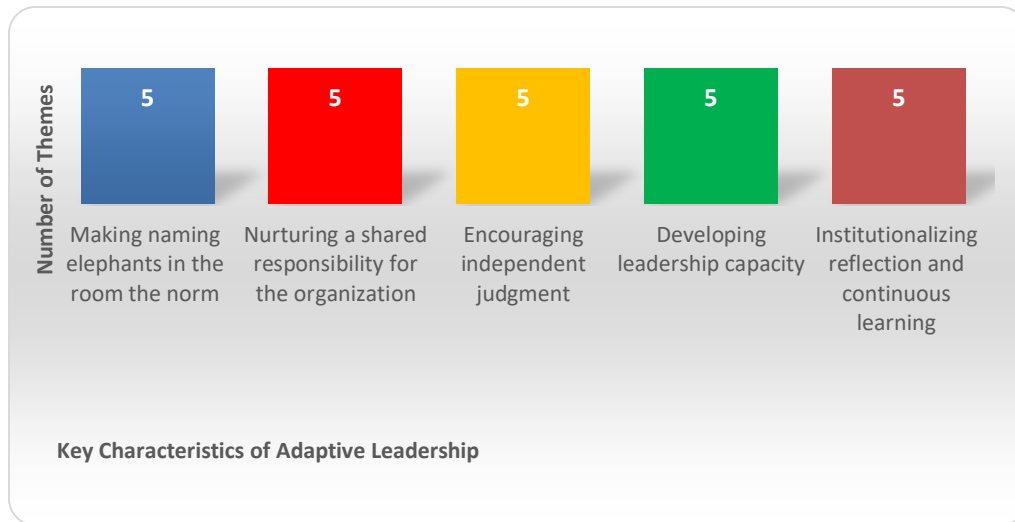 Number of Themes
5
5
5
5
5
Making naming
elephants in the
room the norm
Nurturing a shared
responsibility for
the organization
Encouraging
independent
judgment
Developing
leadership capacity
Institutionalizing
reflection and
continuous
learning
Key Characteristics of Adaptive Leadership